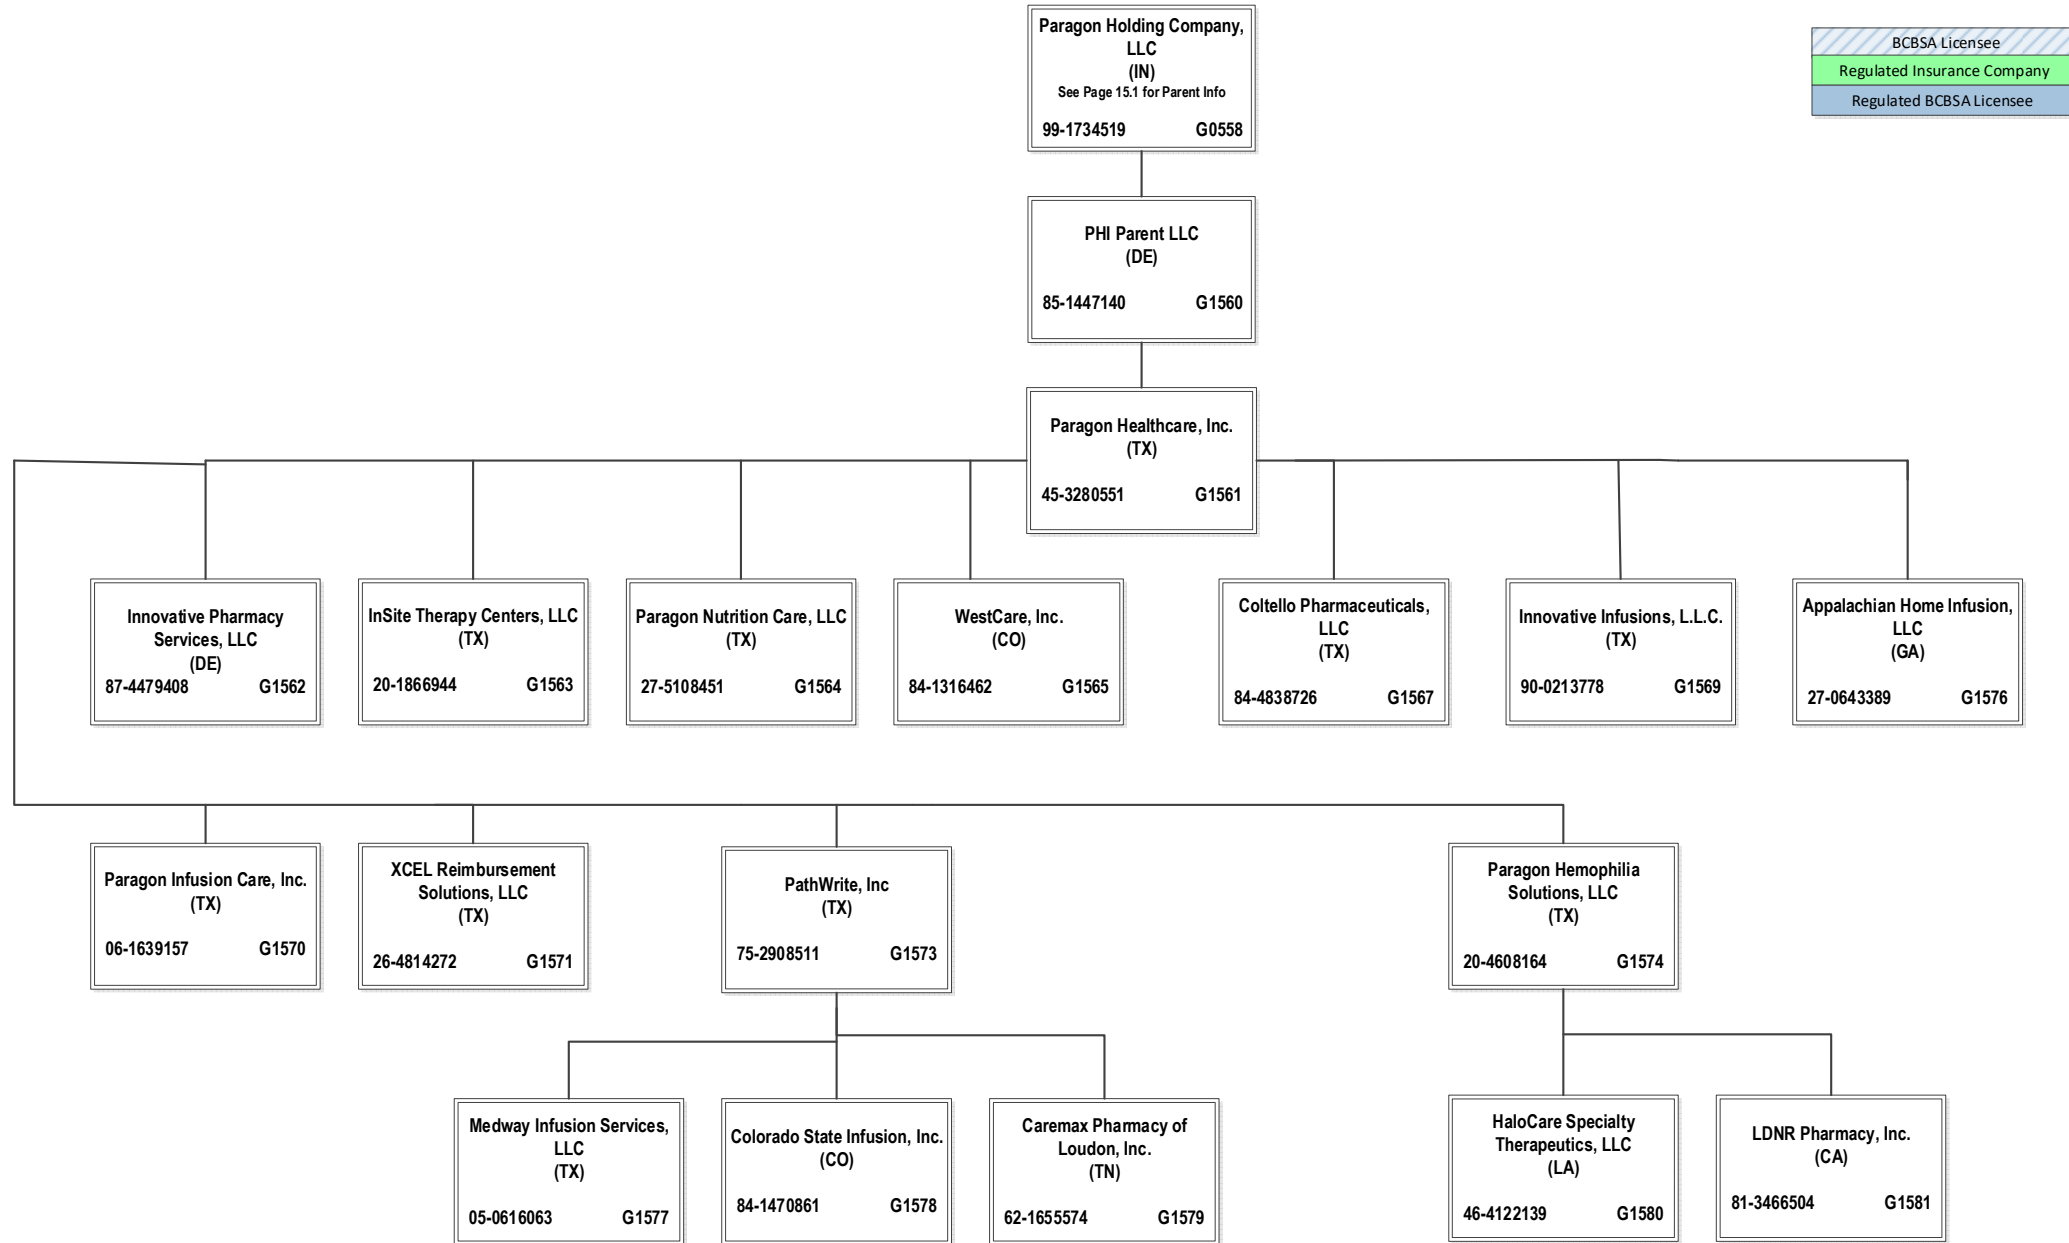 Paragon Holding Company,
LLC
(IN)
See Page 15.1 for Parent Info
99-1734519 G0558
BCBSA Licensee
Regulated Insurance Company
Regulated BCBSA Licensee
PHI Parent LLC
(DE)
85-1447140 G1560
Paragon Healthcare, Inc.
(TX)
45-3280551 G1561
Innovative Pharmacy
Services, LLC
(DE)
87-4479408 G1562
InSite Therapy Centers, LLC
(TX)
20-1866944 G1563
Paragon Nutrition Care, LLC
(TX)
27-5108451 G1564
WestCare, Inc.
(CO)
84-1316462 G1565
Coltello Pharmaceuticals,
LLC
(TX)
84-4838726 G1567
Innovative Infusions, L.L.C.
(TX)
90-0213778 G1569
Appalachian Home Infusion,
LLC
(GA)
27-0643389 G1576
Paragon Infusion Care, Inc.
(TX)
06-1639157 G1570
XCEL Reimbursement
Solutions, LLC
(TX)
26-4814272 G1571
PathWrite, Inc
(TX)
75-2908511 G1573
Paragon Hemophilia
Solutions, LLC
(TX)
20-4608164 G1574
Medway Infusion Services,
LLC
(TX)
05-0616063 G1577
Colorado State Infusion, Inc.
(CO)
84-1470861 G1578
Caremax Pharmacy of
Loudon, Inc.
(TN)
62-1655574 G1579
HaloCare Specialty
Therapeutics, LLC
(LA)
46-4122139 G1580
LDNR Pharmacy, Inc.
(CA)
81-3466504 G1581